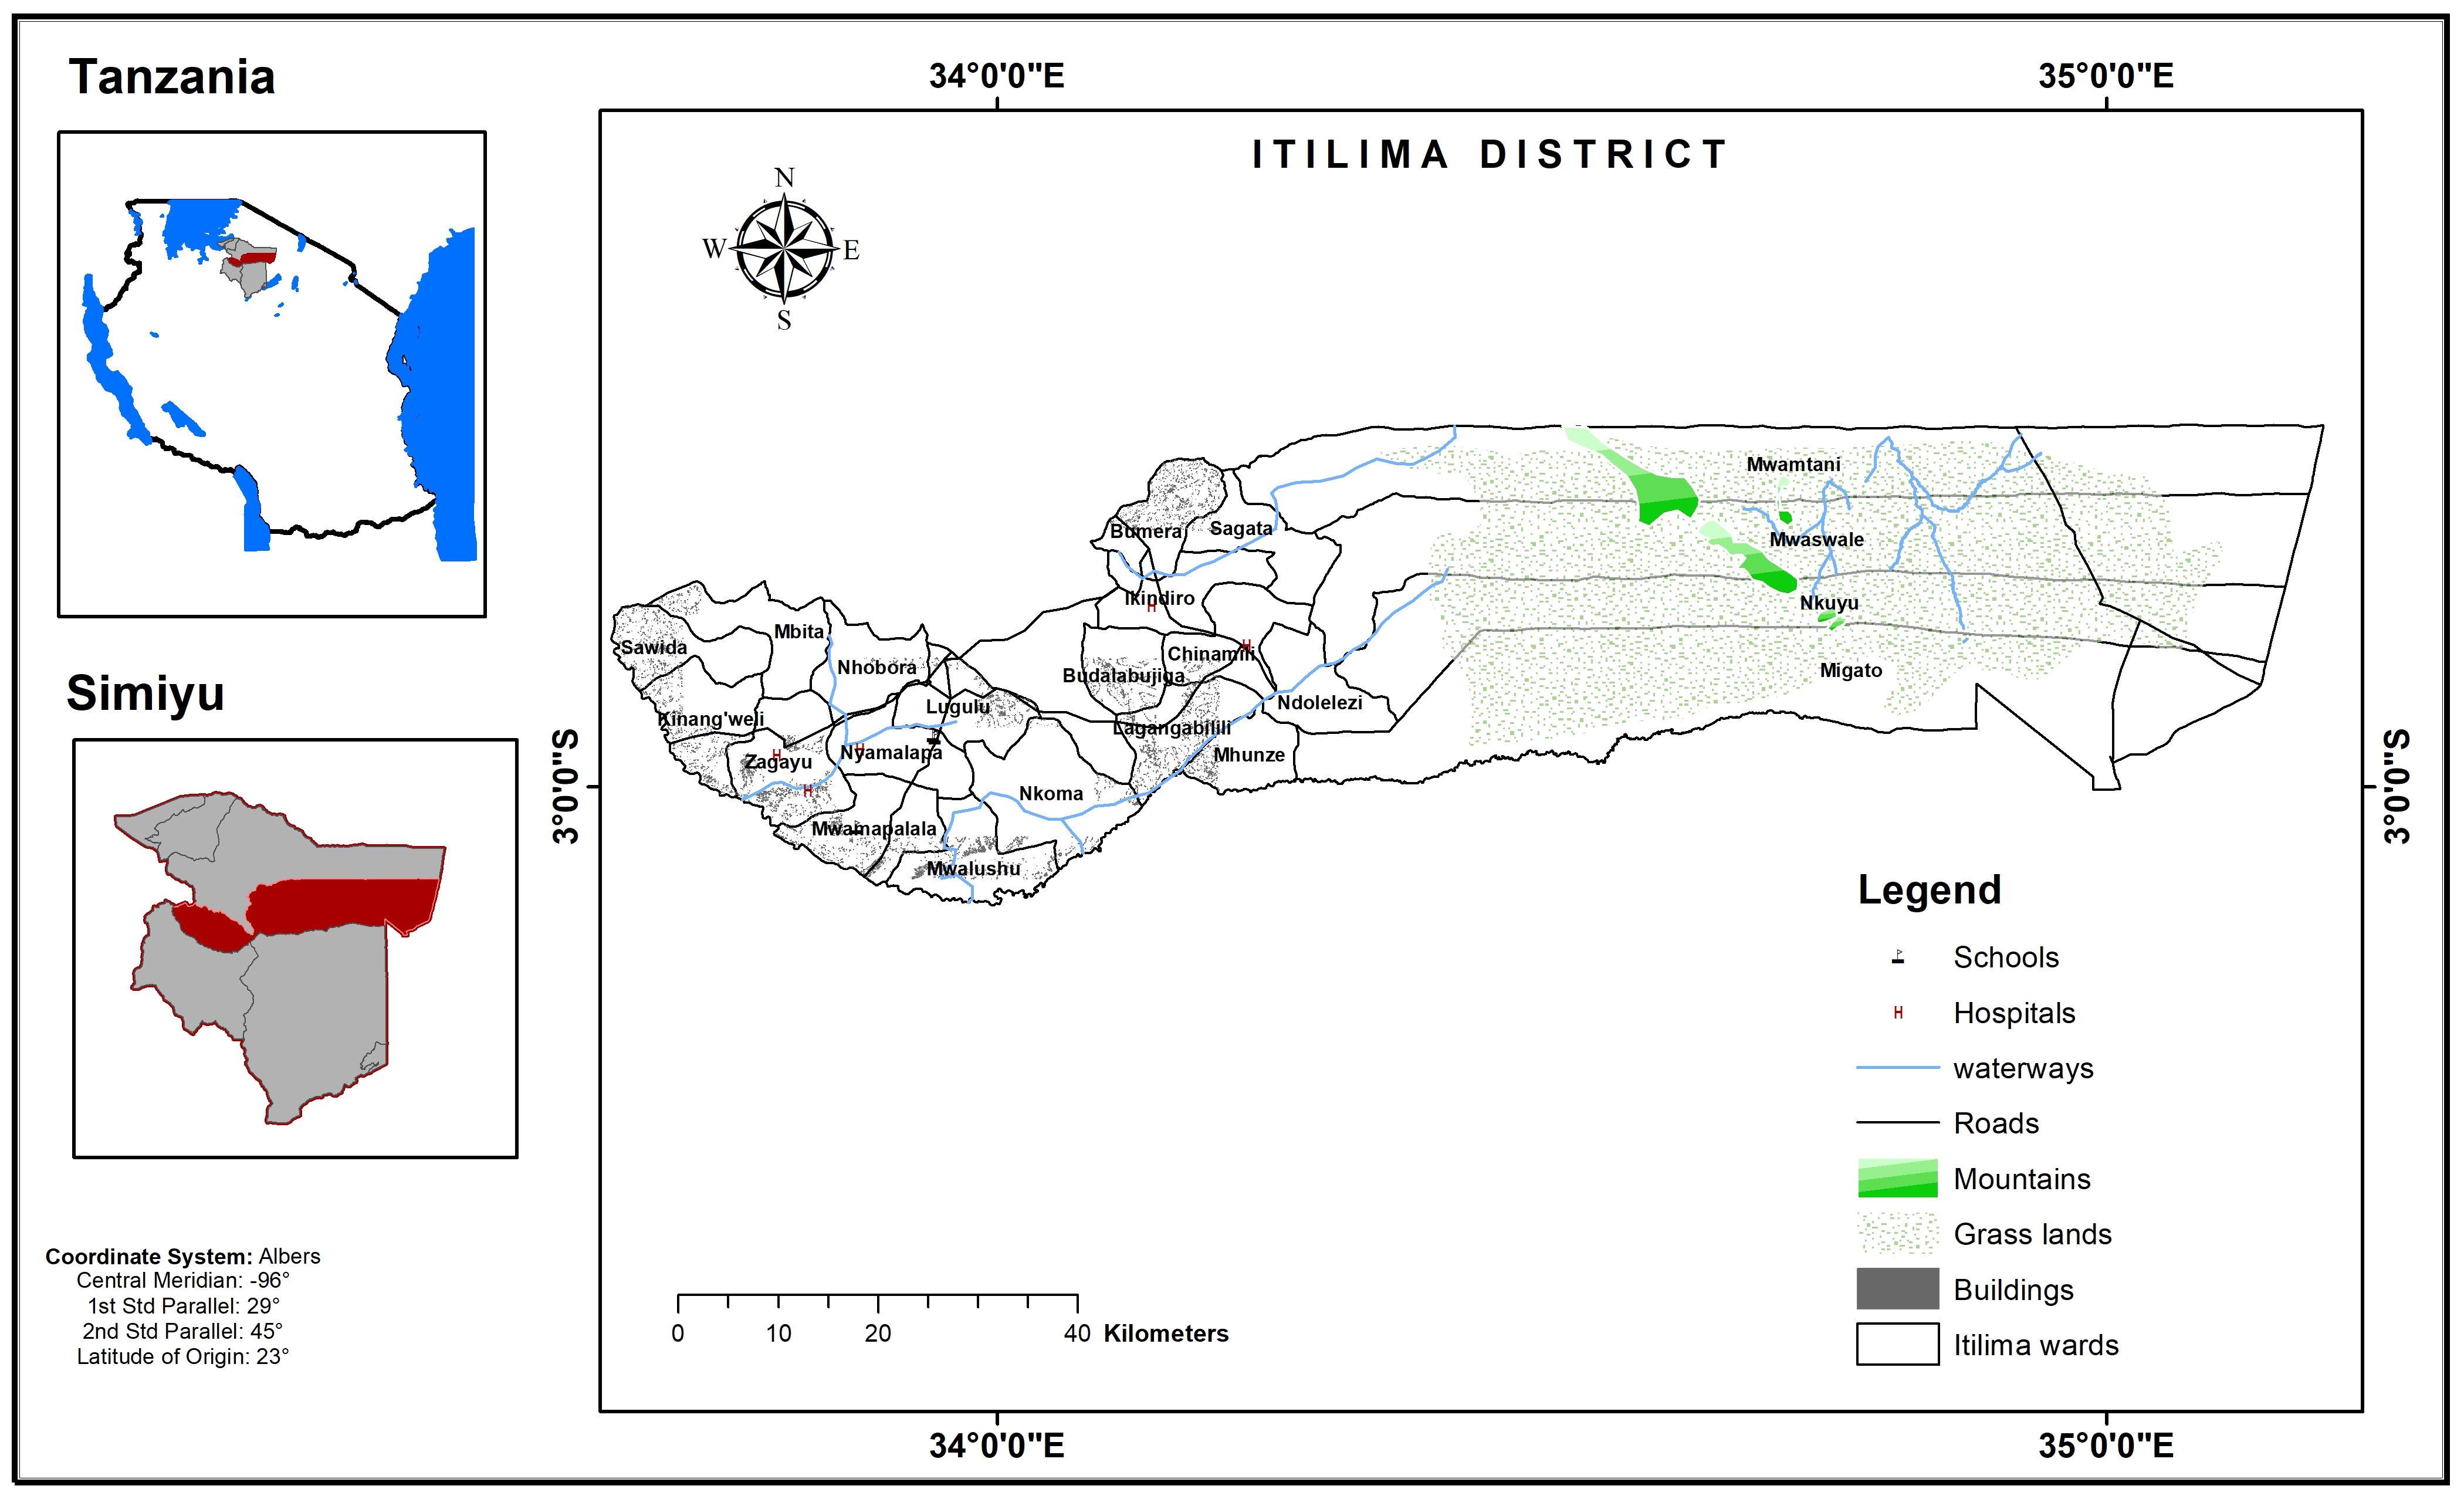 Tanzania
34°0'0"E
35°0'0"E
ITILIMA DISTRICT
N
W
E
S
Mwamtani
Bumera
Sagata
Mwaswale
Ikindiro
H
Nkuyu
Mbita
Sawida
Nhobora
Chinamili
H
Budalabujiga
Migato
Simiyu
Lugulu
Ndolelezi
Kinang'weli
Lagangabilili
3°0'0"S
3°0'0"S
H
H
Nyamalapa
Mhunze
Zagayu
H
Nkoma
Mwamapalala
Mwalushu
Legend
Schools
H Hospitals
waterways
Roads
Mountains
Grass lands
Buildings
Itilima wards
Coordinate System: Albers
Central Meridian: -96°
1st Std Parallel: 29°
2nd Std Parallel: 45°
Latitude of Origin: 23°
0 10 20 40 Kilometers
34°0'0"E
35°0'0"E